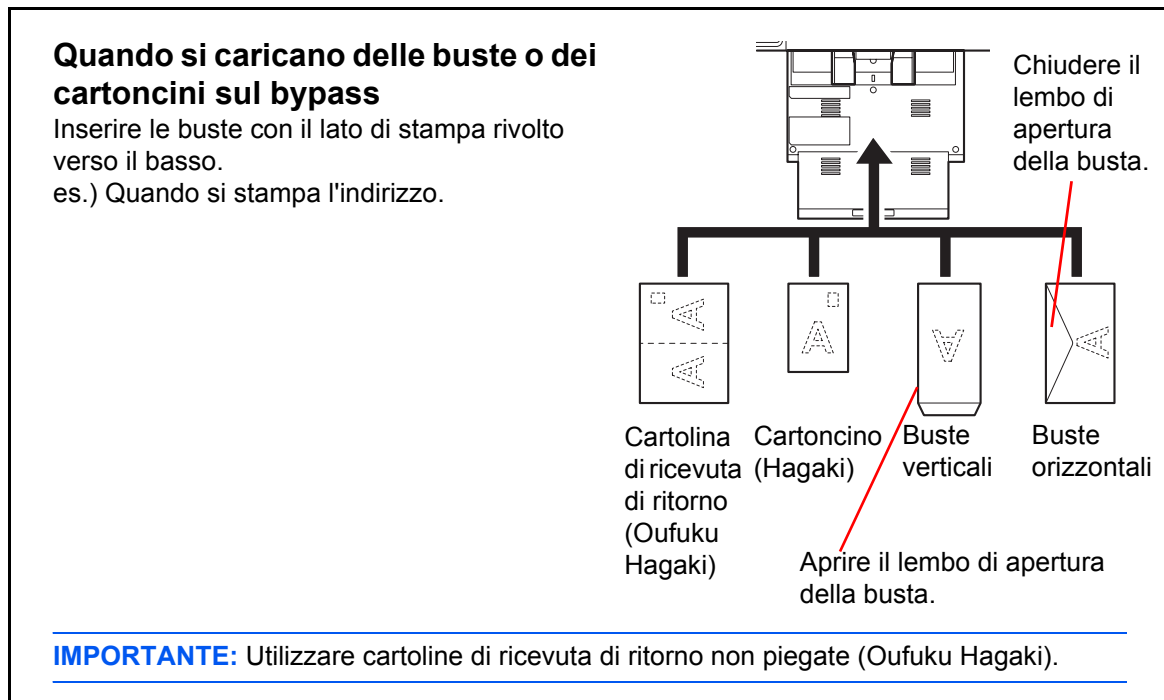 Quando si caricano delle buste o dei
cartoncini sul bypass
Inserire le buste con il lato di stampa rivolto
verso il basso.
es.) Quando si stampa l'indirizzo.
Chiudere il
lembo di
apertura
della busta.
A
A
A
A
A
Cartolina
di ricevuta
di ritorno
(Oufuku
Hagaki)
Cartoncino
(Hagaki)
Buste
verticali
Buste
orizzontali
Aprire il lembo di apertura
della busta.
IMPORTANTE: Utilizzare cartoline di ricevuta di ritorno non piegate (Oufuku Hagaki).